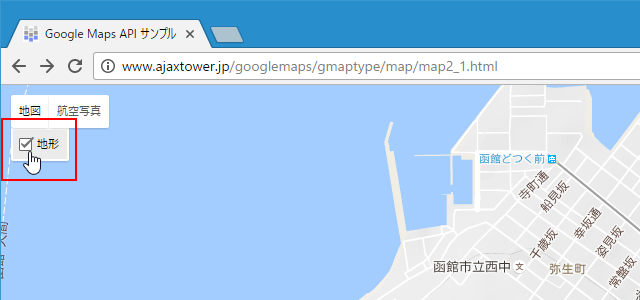 Google Maps API サンプル
www.ajaxtower.jp/googlemaps/gmaptype/map/map2_1.html
地図 航空写真
地形
函館どつく前
寺町通
船見坂
幸坂通
千歳坂
姿見坂
常盤坂
函館市立西中
弥生町